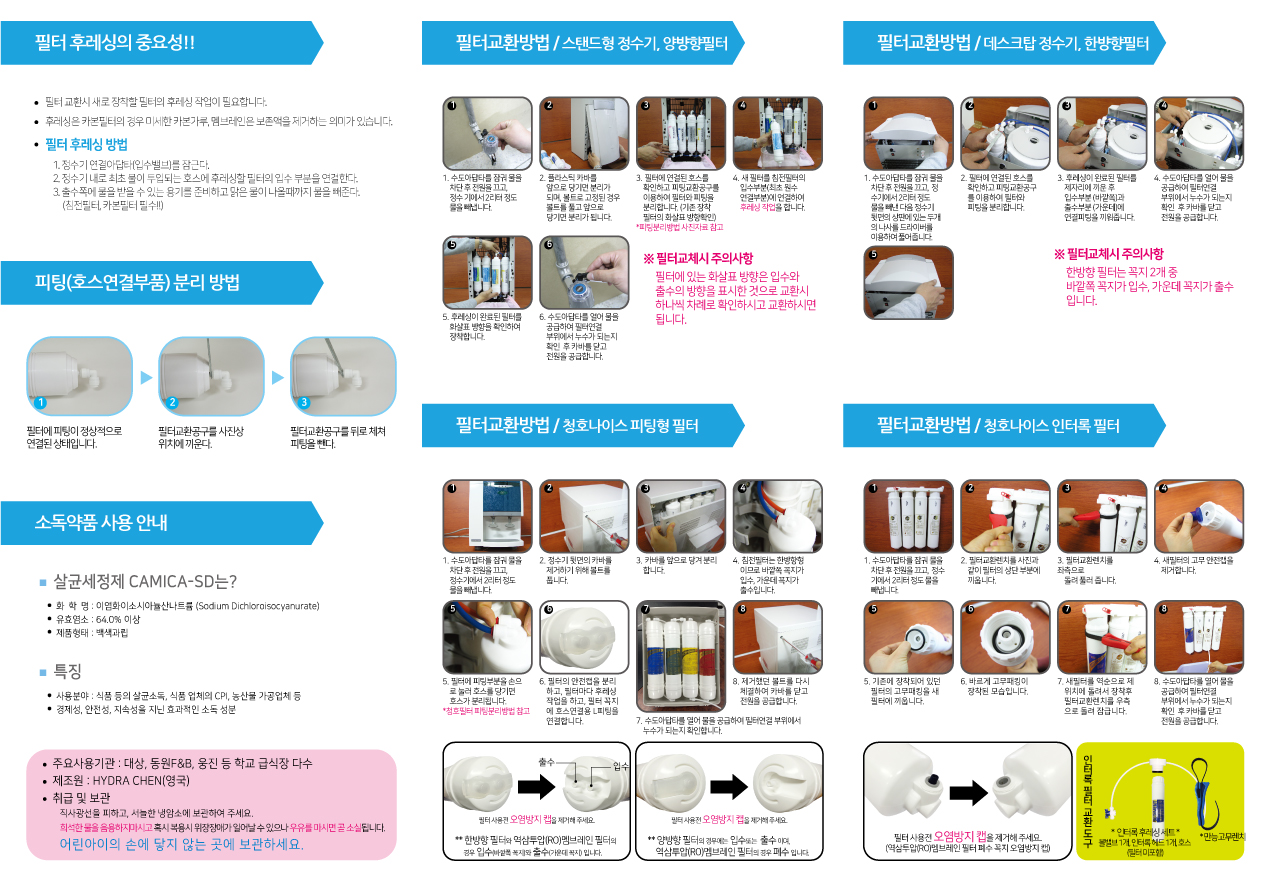 필터 후레싱의 중요성!!
• 필터 교환시 새로 장착할 필터의 후레싱 작업이 필요합니다.
• 후레싱은 카본필터의 경우 미세한 카본가루, 멤브레인은 보존액을 제거하는 의미가 있습니다.
• 필터 후레싱 방법
1. 정수기 연결아답타(입수밸브)를 잠근다.
2. 정수기 내로 최초 물이 투입되는 호스에 후레싱할 필터의 입수 부분을 연결한다.
3. 출수쪽에 물을 받을 수 있는 용기를 준비하고 맑은 물이 나올때까지 물을 빼준다.
(침전필터, 카본필터 필수!!)
피팅(호스연결부품) 분리 방법
1
2
3
필터에 피팅이 정상적으로
연결된 상태입니다.
필터교환공구를 사진상
위치에 끼운다.
필터교환공구를 뒤로 제쳐
피팅을 뺀다.
소독약품 사용 안내
살균세정제 CAMICA-SD는?
• 화 학 명 : 이염화이소시아뉼산나트륨 (Sodium Dichloroisocyanurate)
• 유효염소 : 64.0% 이상
• 제품형태 : 백색과립
특징
• 사용분야 : 식품 등의 살균소독, 식품 업체의 CPI, 농산물 가공업체 등
• 경제성, 안전성, 지속성을 지닌 효과적인 소독 성분
• 주요사용기관 : 대상, 동원F&B, 웅진 등 학교 급식장 다수
• 제조원 : HYDRA CHEN(영국)
• 취급 및 보관
직사광선을 피하고, 서늘한 냉암소에 보관하여 주세요.
희석한 물을 음용하지마시고 혹시 복용시 위장장애가 일어날 수 있으나 우유를 마시면 곧 소실됩니다.
어린아이의 손에 닿지 않는 곳에 보관하세요.
필터교환방법 / 스탠드형 정수기, 양뱡향필터
1
2
3
4
1. 수도아답타를 잠궈 물을
차단 후 전원을 끄고,
정수 기에서 2리터 정도
물을 빼냅니다.
2. 플라스틱 카바를
앞으로 당기면 분리가
되며, 볼트로 고정된 경우
볼트를 풀고 앞으로
당기면 분리가 됩니다.
3. 필터에 연결된 호스를
확인하고 피팅교환공구를
이용하여 필터와 피팅을
분리합니다. (기존 장착
필터의 화살표 방향확인)
*피팅분리방법 사진자료 참고
4. 새 필터를 침전필터의
입수부분(최초 원수
연결부분)에 연결하여
후레싱 작업을 합니다.
5
6
5. 후레싱이 완료된 필터를
화살표 방향을 확인하여
장착합니다.
6. 수도아답타를 열어 물을
공급하여 필터연결
부위에서 누수가 되는지
확인 후 카바를 닫고
전원을 공급합니다.
※ 필터교체시 주의사항
필터에 있는 화살표 방향은 입수와
출수의 방향을 표시한 것으로 교환시
하나씩 차례로 확인하시고 교환하시면
됩니다.
필터교환방법 / 데스크탑 정수기, 한방향필터
1
2
3
4
1. 수도아답타를 잠궈 물을
차단 후 전원을 끄고, 정
수기에서 2리터 정도
물을 빼낸 다음 정수기
뒷면의 상판에 있는 두개
의 나사를 드라이버를
이용하여 풀어줍니다.
2. 필터에 연결된 호스를
확인하고 피팅교환공구
를 이용하여 필터와
피팅을 분리합니다.
3. 후레싱이 완료된 필터를
제자리에 끼운 후
입수부분 (바깥쪽)과
출수부분 (가운데)에
연결피팅을 끼워줍니다.
4. 수도아답타를 열어 물을
공급하여 필터연결
부위에서 누수가 되는지
확인 후 카바를 닫고
전원을 공급합니다.
5
※ 필터교체시 주의사항
한방향 필터는 꼭지 2개 중
바깥쪽 꼭지가 입수, 가운데 꼭지가 출수
입니다.
필터교환방법 / 청호나이스 피팅형 필터
1
2
3
4
1. 수도아답타를 잠궈 물을
차단 후 전원을 끄고,
정수기에서 2리터 정도
물을 빼냅니다.
2. 정수기 뒷면의 카바를
제거하기 위해 볼트를
풉니다.
3. 카바를 앞으로 당겨 분리
합니다.
4. 침전필터는 한방향형
이므로 바깥쪽 꼭지가
입수, 가운데 꼭지가
출수입니다.
5
6
7
8
5. 필터에 피팅부분을 손으
로 눌러 호스를 당기면
호스가 분리됩니다.
*청호필터 피팅분리방법 참고
6. 필터의 안전캡을 분리
하고, 필터마다 후레싱
작업을 하고, 필터 꼭지
에 호스연결용 L피팅을
연결합니다.
7. 수도아답타를 열어 물을 공급하여 필터연결 부위에서
누수가 되는지 확인합니다.
8. 제거했던 볼트를 다시
체결하여 카바를 닫고
전원을 공급합니다.
출수
입수
필터 사용전 오염방지 캡을 제거해 주세요.
** 한방향 필터와 역삼투압(RO)멤브레인 필터의
경우 입수(바깥쪽 꼭지)와 출수(가운데 꼭지) 입니다.
필터 사용전 오염방지 캡을 제거해 주세요.
** 양방향 필터의 경우에는 입수또는 출수 이며,
역삼투압(RO)멤브레인 필터의 경우 폐수 입니다.
필터교환방법 / 청호나이스 인터록 필터
1
2
3
4
1. 수도아답타를 잠궈 물을
차단 후 전원을 끄고, 정수
기에서 2리터 정도 물을
빼냅니다.
2. 필터교환렌치를 사진과
같이 필터의 상단 부분에
끼웁니다.
3. 필터교환렌치를
좌측으로
돌려 풀러 줍니다.
4. 새필터의 고무 안전캡을
제거합니다.
5
6
7
8
5. 기존에 장착되어 있던
필터의 고무패킹을 새
필터에 끼웁니다.
6. 바르게 고무패킹이
장착된 모습입니다.
7. 새필터를 역순으로 제
위치에 돌려서 장착후
필터교환렌치를 우측
으로 돌려 잠급니다.
8. 수도아답타를 열어 물을
공급하여 필터연결
부위에서 누수가 되는지
확인 후 카바를 닫고
전원을 공급합니다.
필터 사용전 오염방지 캡을 제거해 주세요.
(역삼투압(RO)멤브레인 필터 폐수 꼭지 오염방지 캡)
인터록 필터 교환도구
* 인터록 후레싱 세트 *
볼밸브 1개, 인터록 헤드 1개, 호스
(필터 미포함)
*만능고무렌치